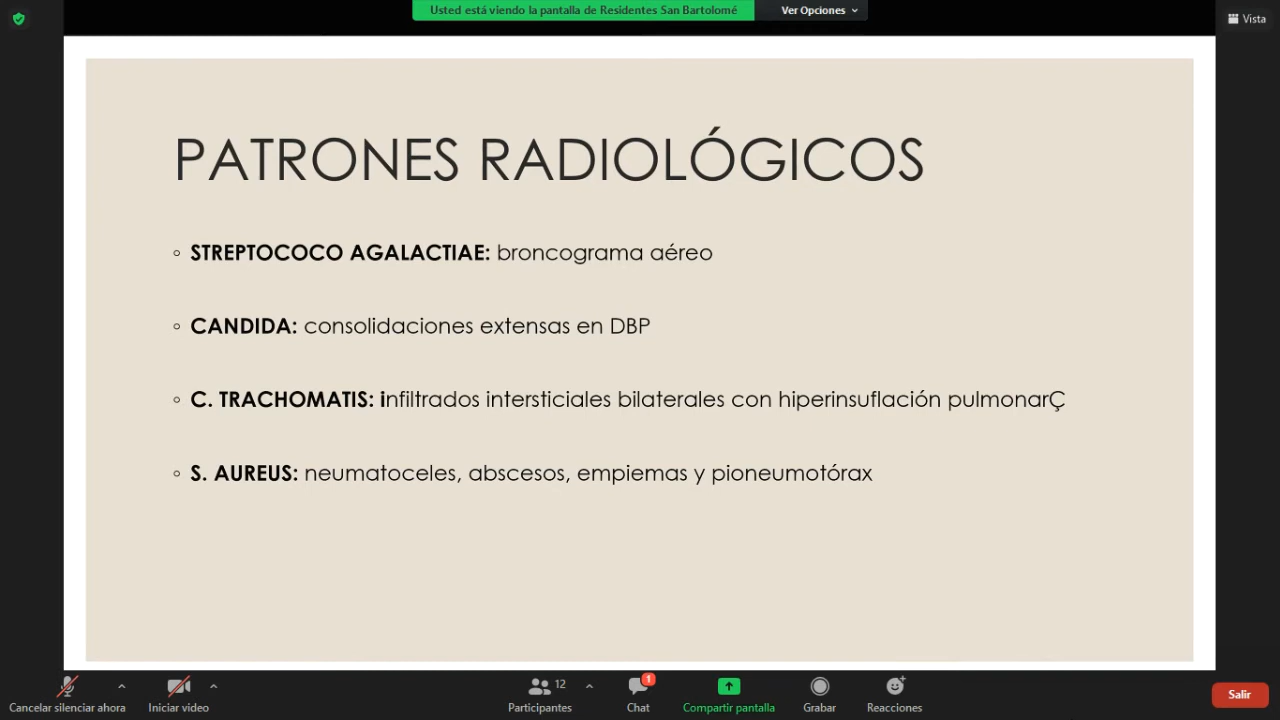 Usted está viendo la pantalla de Residentes San Bartolomé
Ver Opciones
Vista
PATRONES RADIOLÓGICOS
◦ STREPTOCOCO AGALACTIAE: broncograma aéreo
◦ CANDIDA: consolidaciones extensas en DBP
◦ C. TRACHOMATIS: infiltrados intersticiales bilaterales con hiperinsuflación pulmonarÇ
◦ S. AUREUS: neumatoceles, abscesos, empiemas y pioneumotórax
12
1
Cancelar silenciar ahora
Iniciar video
Participantes
Chat
Compartir pantalla
Grabar
Reacciones
Salir